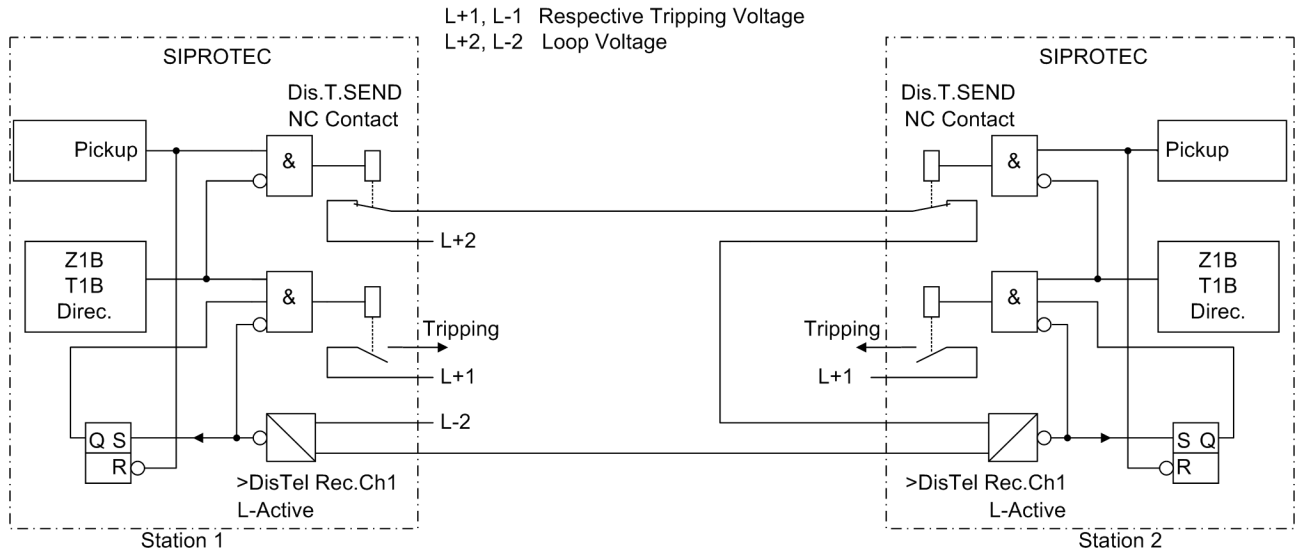 L+1, L-1 Respective Tripping Voltage
L+2, L-2 Loop Voltage
SIPROTEC
SIPROTEC
Dis.T.SEND
NC Contact
Dis.T.SEND
NC Contact
Pickup
&
&
Pickup
L+2
Z1B
T1B
Direc.
&
&
Z1B
T1B
Direc.
Tripping
Tripping
L+1
L+1
L-2
Q S
R
S Q
R
>DisTel Rec.Ch1
L-Active
>DisTel Rec.Ch1
L-Active
Station 1
Station 2